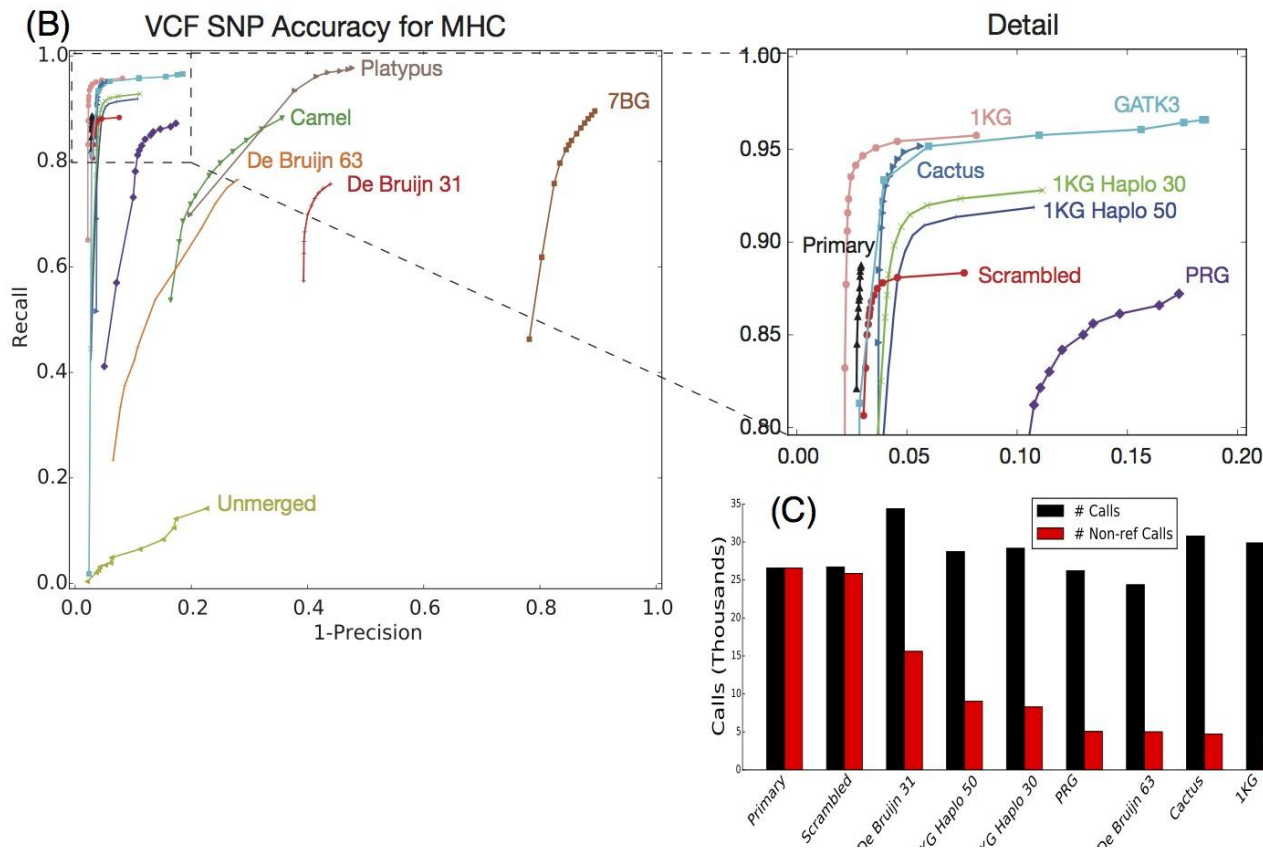 (B)
VCF SNP Accuracy for MHC
1.0
0.8
0.6
0.4
0.2
0.0
Recall
0.0
0.2
0.4
0.6
0.8
1.0
1-Precision
Platypus
7BG
Camel
De Bruijn 63
De Bruijn 31
Unmerged
Detail
1.00
0.95
0.90
0.85
0.80
0.00
0.05
0.10
0.15
0.20
1KG
GATK3
Cactus
1KG Haplo 30
1KG Haplo 50
Primary
Scrambled
PRG
(C)
# Calls
# Non-ref Calls
35
30
25
20
15
10
5
0
Calls (Thousands)
Primary
Scrambled
De Bruijn 31
KG Haplo 50
KG Haplo 30
PRG
De Bruijn 63
Cactus
1KG